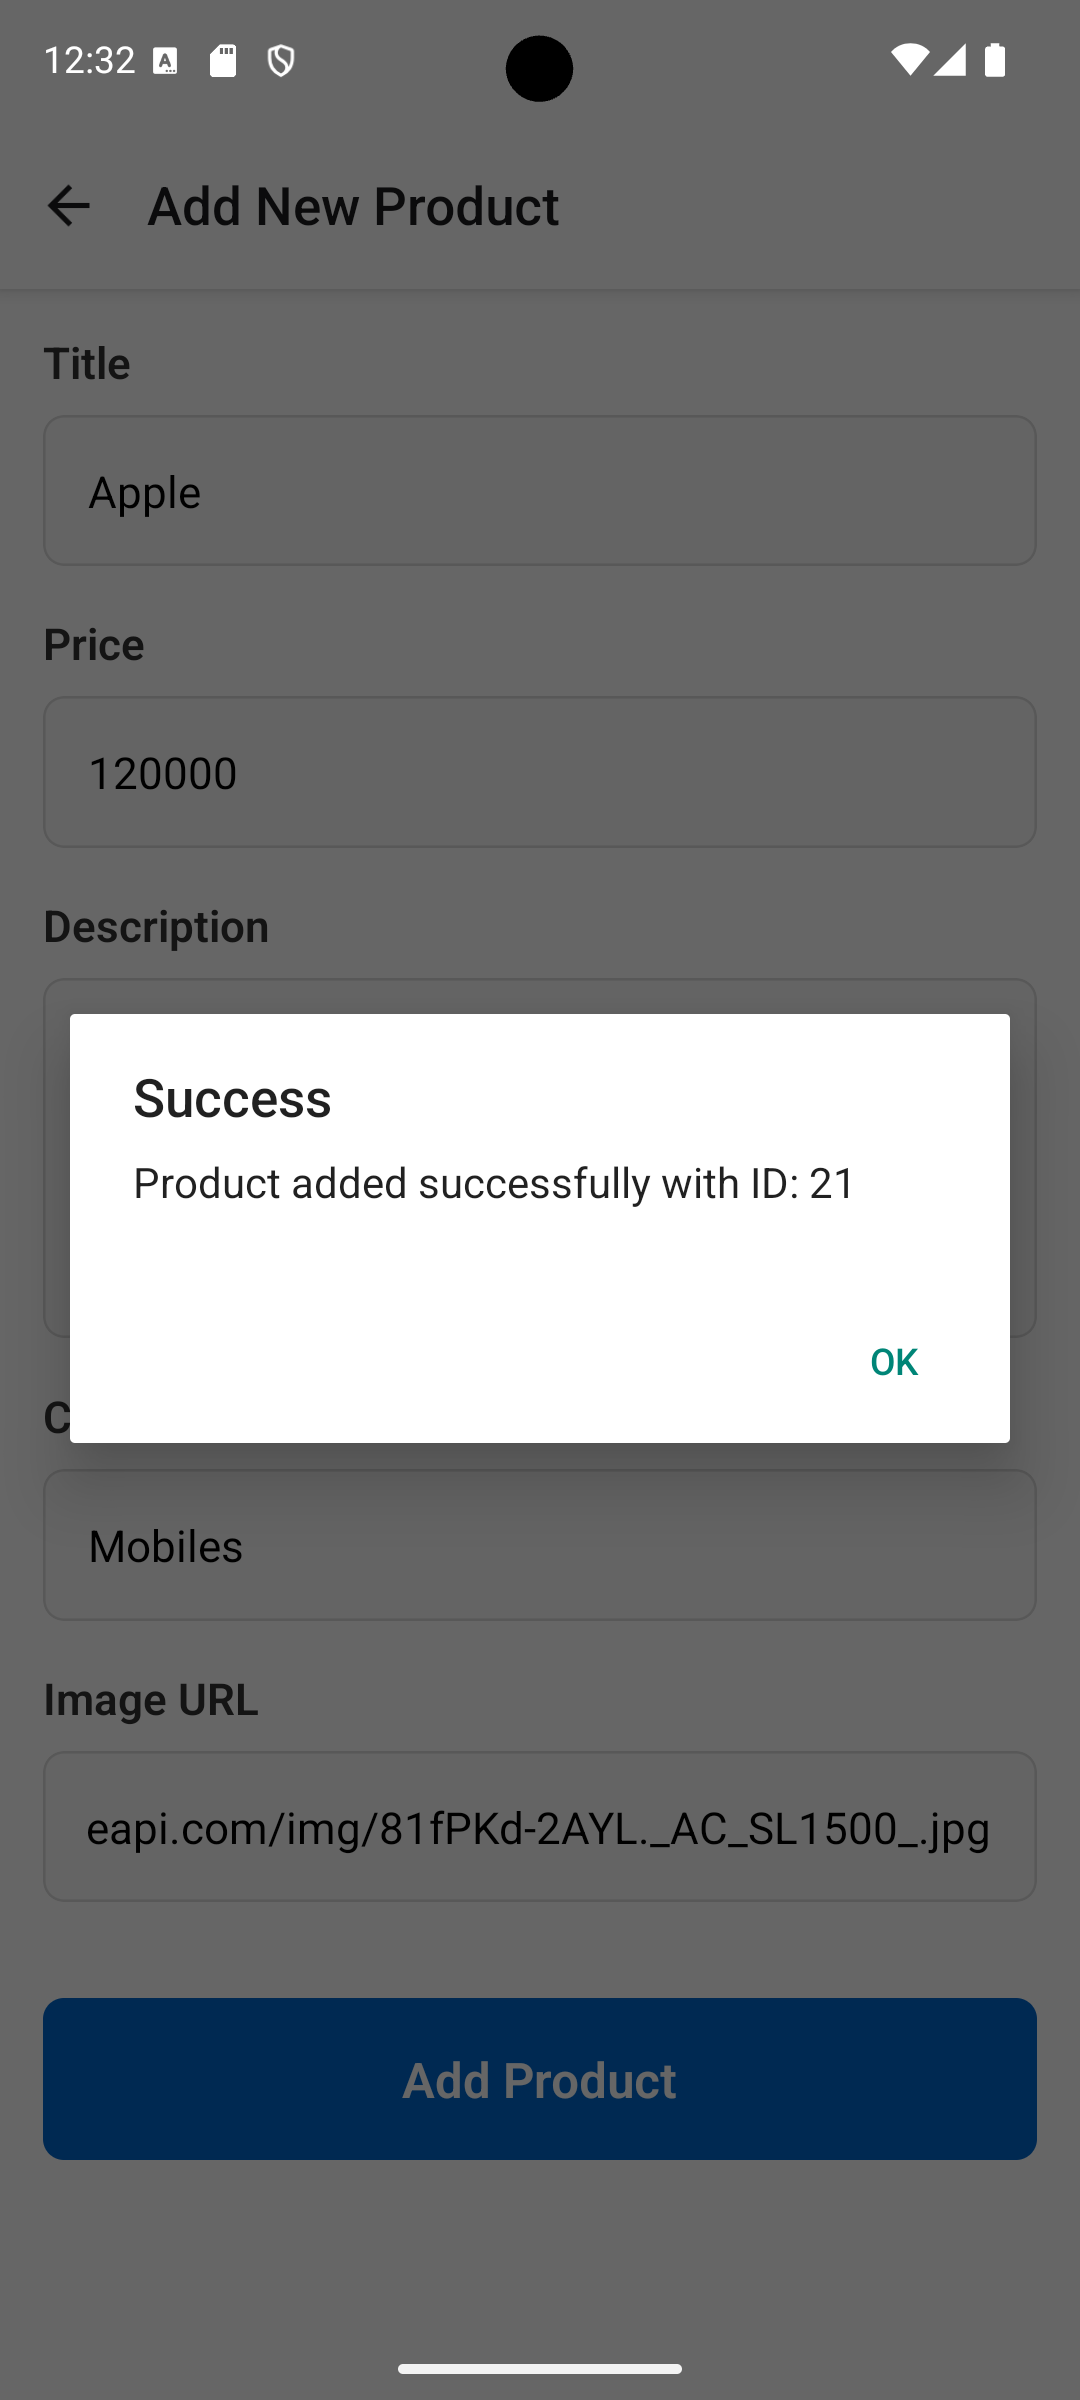 12:32
Add New Product
Title
Apple
Price
120000
Description
Success
Product added successfully with ID: 21
OK
C
Mobiles
Image URL
eapi.com/img/81fPKd-2AYL._AC_SL1500_.jpg
Add Product